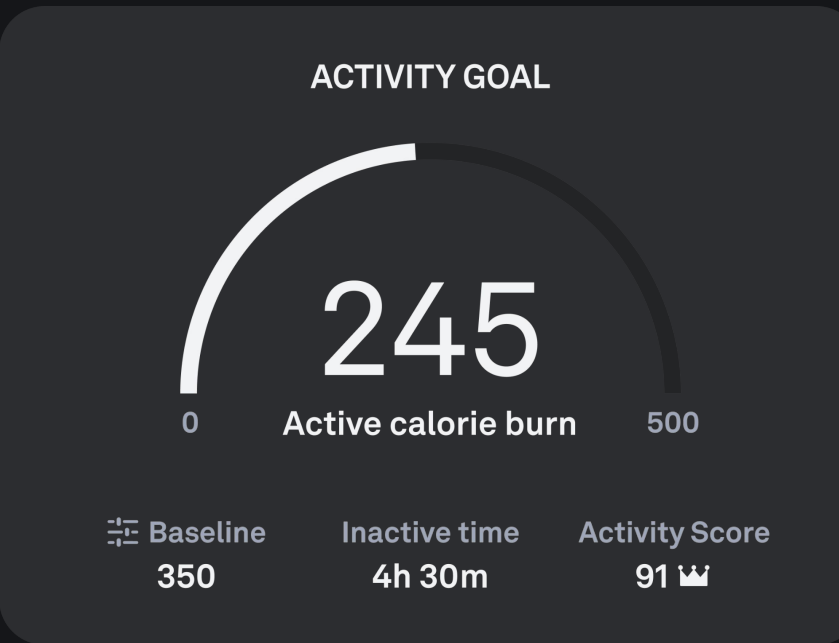 ACTIVITY GOAL
245
0 Active calorie burn 500
Baseline Inactive time Activity Score
350 4h 30m 91